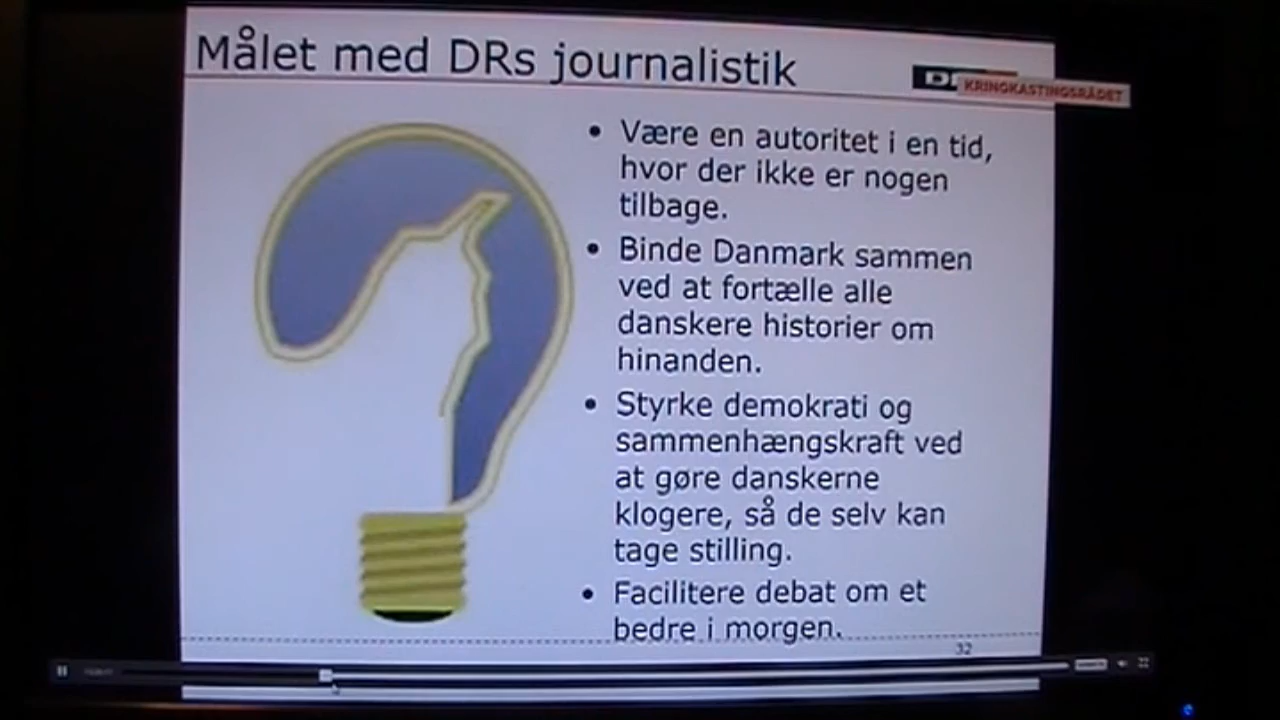 Målet med DRs journalistik
KRINGKASTINGSRÅDET
• Være en autoritet i en tid,
hvor der ikke er nogen
tilbage.
• Binde Danmark sammen
ved at fortælle alle
danskere historier om
hinanden.
• Styrke demokrati og
sammenhængskraft ved
at gøre danskerne
klogere, så de selv kan
tage stilling.
• Facilitere debat om et
bedre i morgen.
32